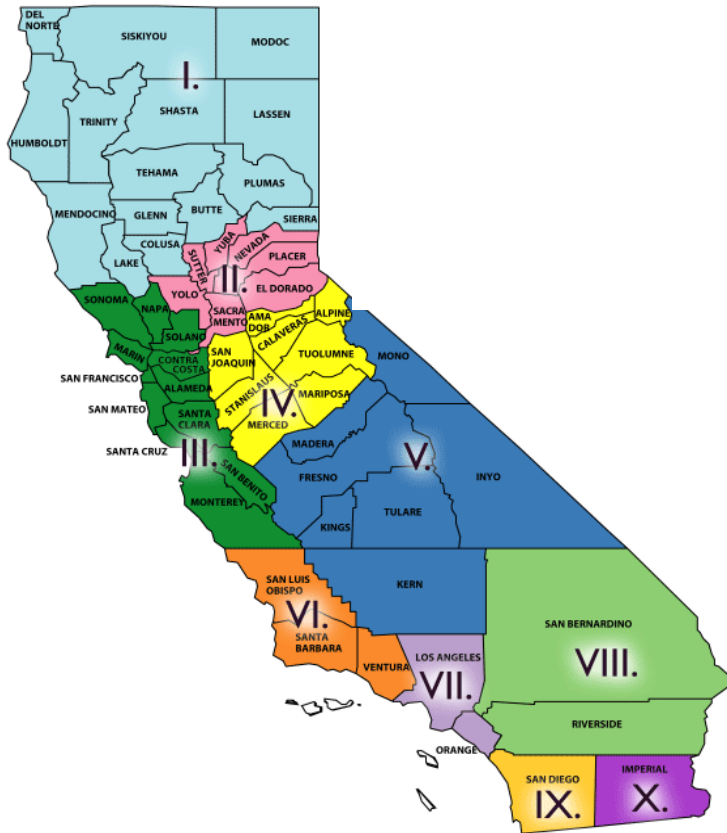 DEL
NORTE
SISKIYOU
MODOC
I.
SHASTA
LASSEN
TRINITY
HUMBOLDT
TEHAMA
PLUMAS
MENDOCINO
GLENN
BUTTE
SIERRA
COLUSA
LAKE
YUBA
NEVADA
SUTTER
PLACER
II.
YOLO
EL DORADO
SONOMA
NAPA
SACRA
MENTO
AMA
DOR
ALPINE
SOLANO
CALAVERAS
MARIN
CONTRA
COSTA
SAN
JOAQUIN
TUOLUMNE
MONO
SAN FRANCISCO
ALAMEDA
STANISLAUS
MARIPOSA
SAN MATEO
SANTA
CLARA
IV.
MERCED
SANTA CRUZ
III.
MADERA
V.
SAN BENITO
FRESNO
INYO
MONTEREY
TULARE
KINGS
SAN LUIS
OBISPO
KERN
VI.
SANTA
BARBARA
SAN BERNARDINO
VENTURA
LOS ANGELES
VIII.
VII.
RIVERSIDE
ORANGE
SAN DIEGO
IMPERIAL
IX.
X.